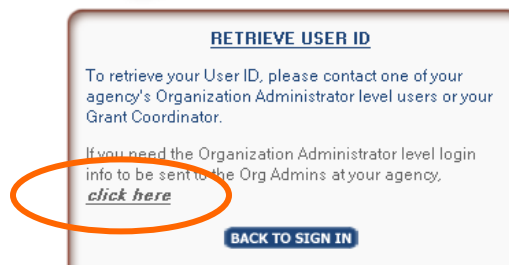 RETRIEVE USER ID
To retrieve your User ID, please contact one of your
agency's Organization Administrator level users or your
Grant Coordinator.
If you need the Organization Administrator level login
info to be sent to the Org Admins at your agency,
click here
BACK TO SIGN IN